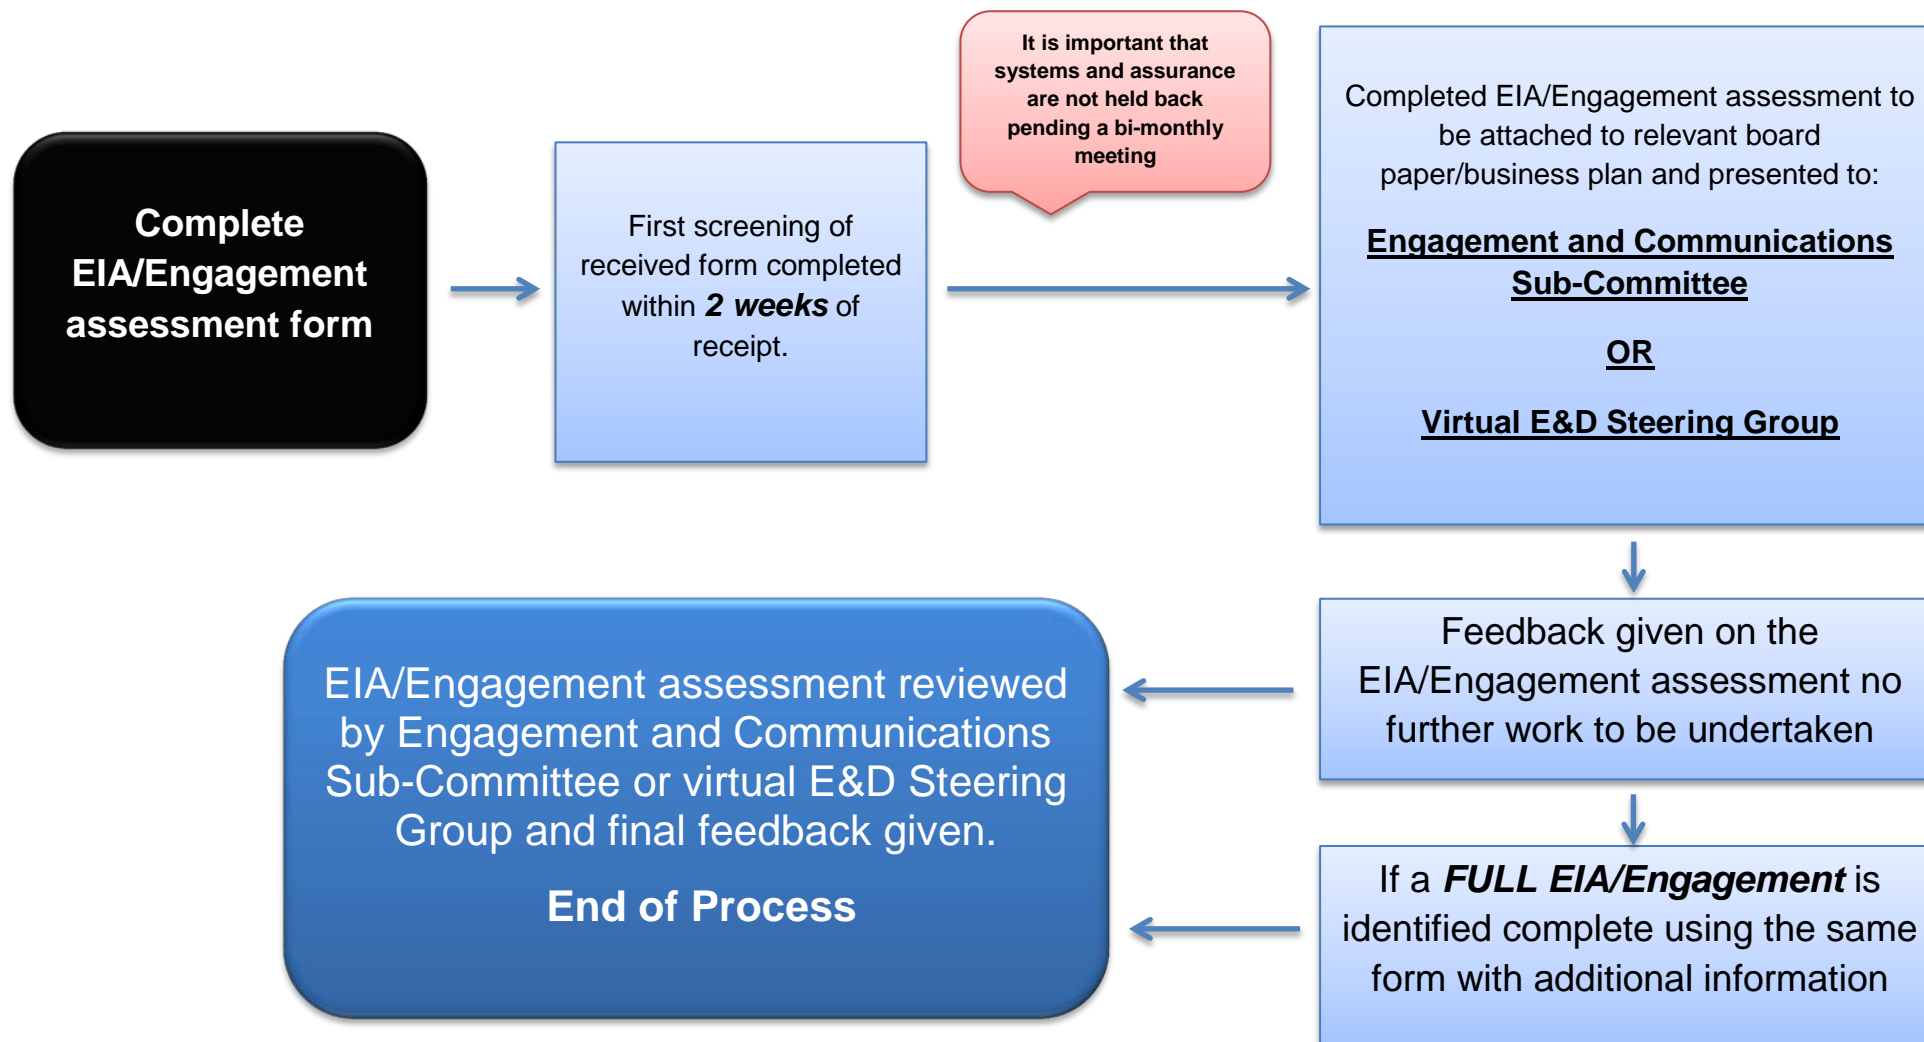 Complete
EIA/Engagement
assessment form
First screening of
received form completed
within 2 weeks of
receipt.
It is important that
systems and assurance
are not held back
pending a bi-monthly
meeting
Completed EIA/Engagement assessment to
be attached to relevant board
paper/business plan and presented to:
Engagement and Communications
Sub-Committee
OR
Virtual E&D Steering Group
Feedback given on the
EIA/Engagement assessment no
further work to be undertaken
If a FULL EIA/Engagement is
identified complete using the same
form with additional information
EIA/Engagement assessment reviewed
by Engagement and Communications
Sub-Committee or virtual E&D Steering
Group and final feedback given.
End of Process